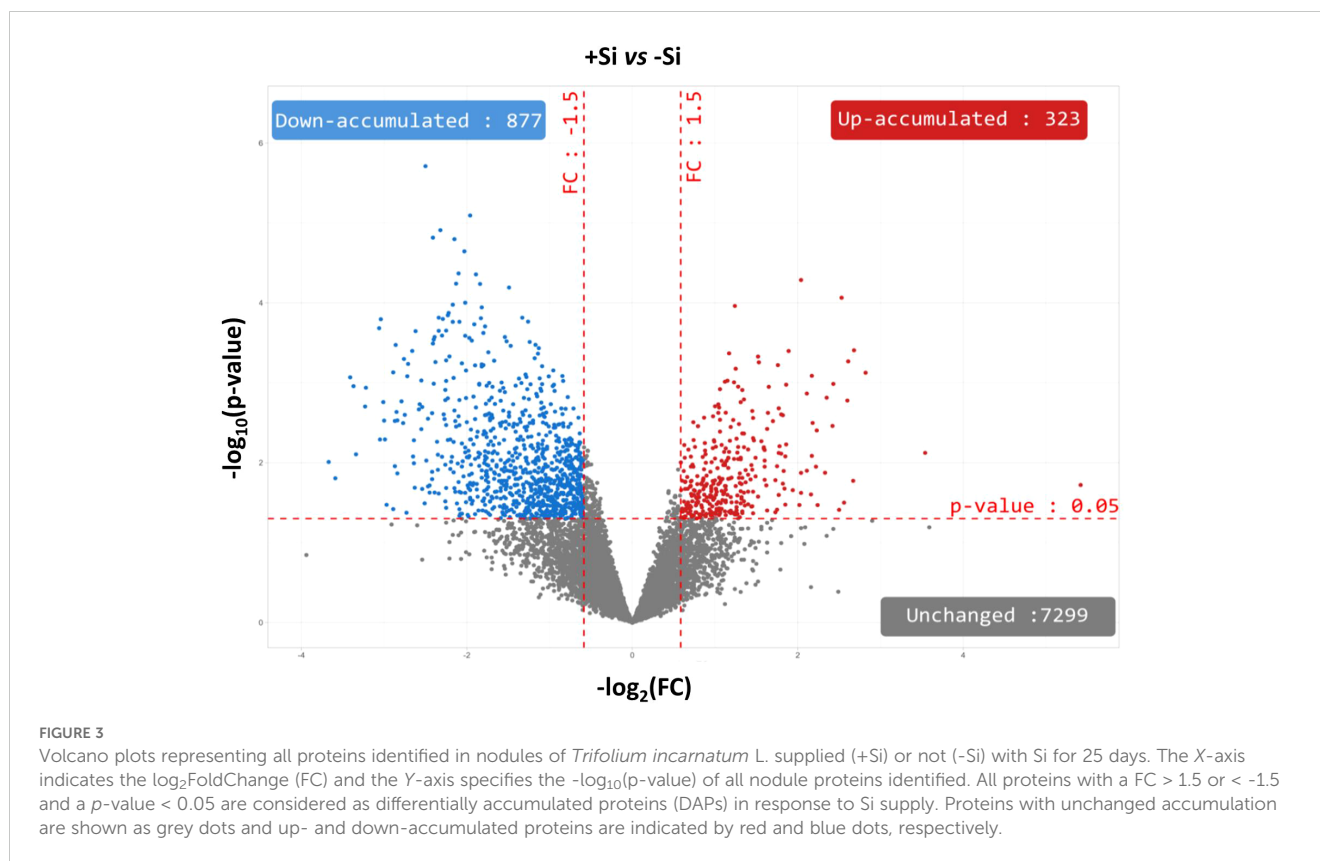 +Si vs -Si
Down-accumulated : 877
FC : -1.5
FC : 1.5
Up-accumulated : 323
6
4
2
0
-log10(p-value)
p-value : 0.05
Unchanged :7299
-4
-2
0
2
4
-log2(FC)
FIGURE 3
Volcano plots representing all proteins identified in nodules of Trifolium incarnatum L. supplied (+Si) or not (-Si) with Si for 25 days. The X-axis
indicates the log2FoldChange (FC) and the Y-axis specifies the -log10(p-value) of all nodule proteins identified. All proteins with a FC > 1.5 or < -1.5
and a p-value < 0.05 are considered as differentially accumulated proteins (DAPs) in response to Si supply. Proteins with unchanged accumulation
are shown as grey dots and up- and down-accumulated proteins are indicated by red and blue dots, respectively.